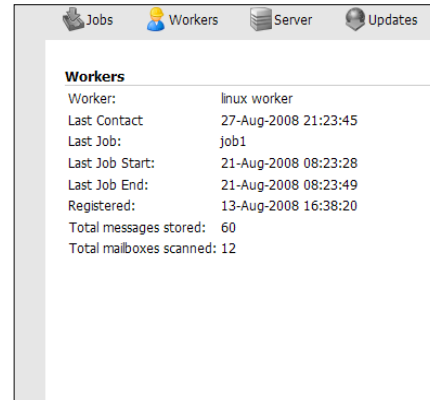 Jobs Workers Server Updates
Workers
Worker: linux worker
Last Contact 27-Aug-2008 21:23:45
Last Job: job1
Last Job Start: 21-Aug-2008 08:23:28
Last Job End: 21-Aug-2008 08:23:49
Registered: 13-Aug-2008 16:38:20
Total messages stored: 60
Total mailboxes scanned: 12